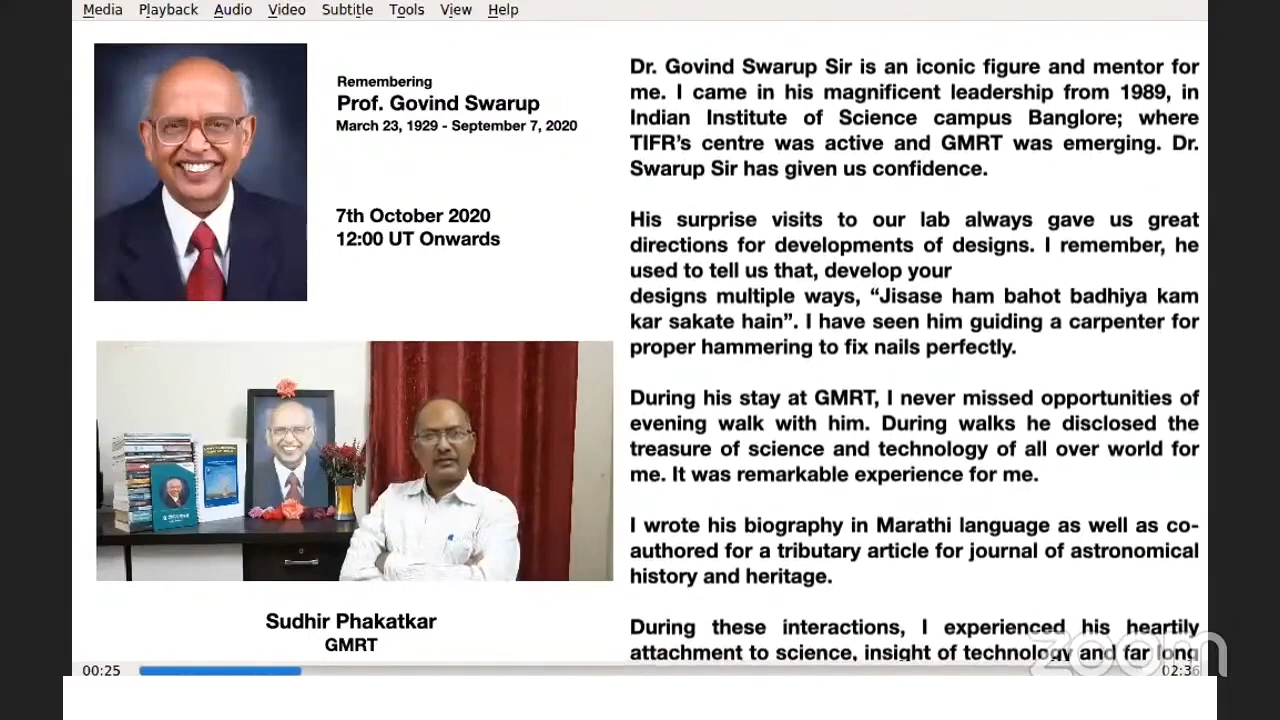 Media Playback Audio Video Subtitle Tools View Help
Remembering
Prof. Govind Swarup
March 23, 1929 - September 7, 2020
7th October 2020
12:00 UT Onwards
Sudhir Phakatkar
GMRT
Dr. Govind Swarup Sir is an iconic figure and mentor for
me. I came in his magnificent leadership from 1989, in
Indian Institute of Science campus Banglore; where
TIFR's centre was active and GMRT was emerging. Dr.
Swarup Sir has given us confidence.
His surprise visits to our lab always gave us great
directions for developments of designs. I remember, he
used to tell us that, develop your
designs multiple ways, “Jisase ham bahot badhiya kam
kar sakate hain”. I have seen him guiding a carpenter for
proper hammering to fix nails perfectly.
During his stay at GMRT, I never missed opportunities of
evening walk with him. During walks he disclosed the
treasure of science and technology of all over world for
me. It was remarkable experience for me.
I wrote his biography in Marathi language as well as co-
authored for a tributary article for journal of astronomical
history and heritage.
During these interactions, I experienced his heartily
attachment to science, insight of technology and far long
zoom
00:25
02:36